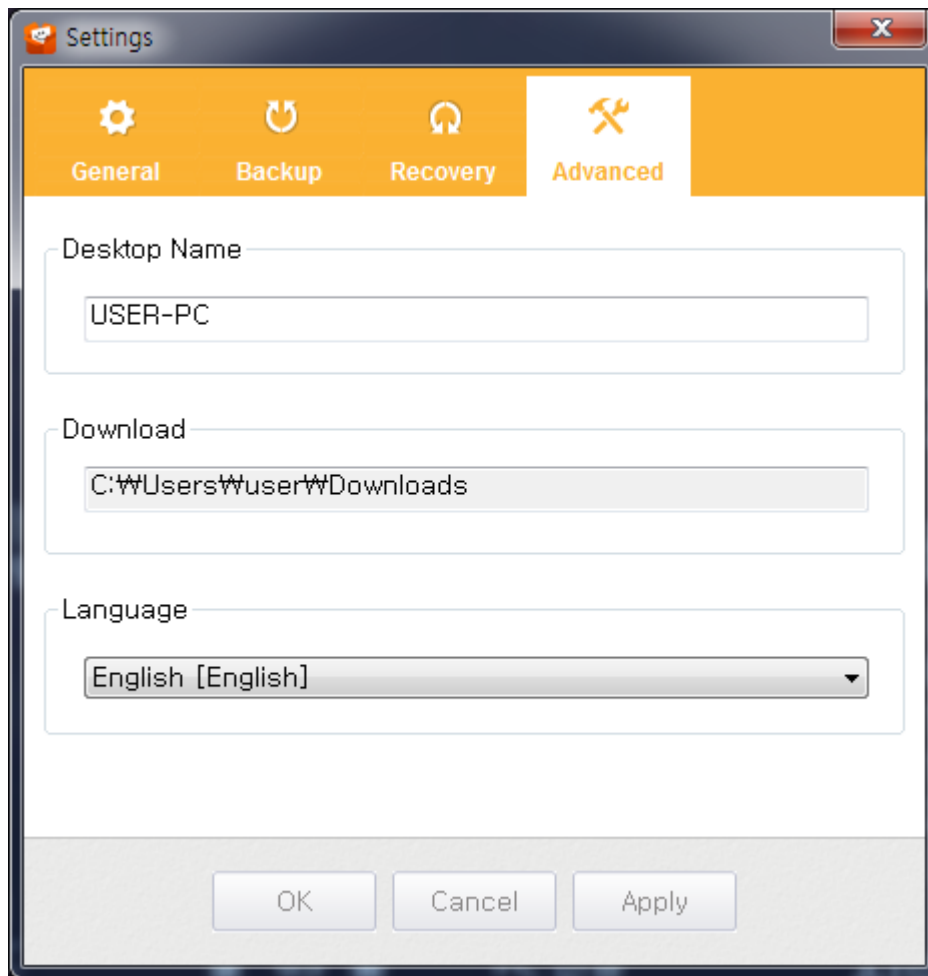 Settings
General Backup Recovery Advanced
Desktop Name
USER-PC
Download
C:₩Users₩user₩Downloads
Language
English [English]
OK Cancel Apply